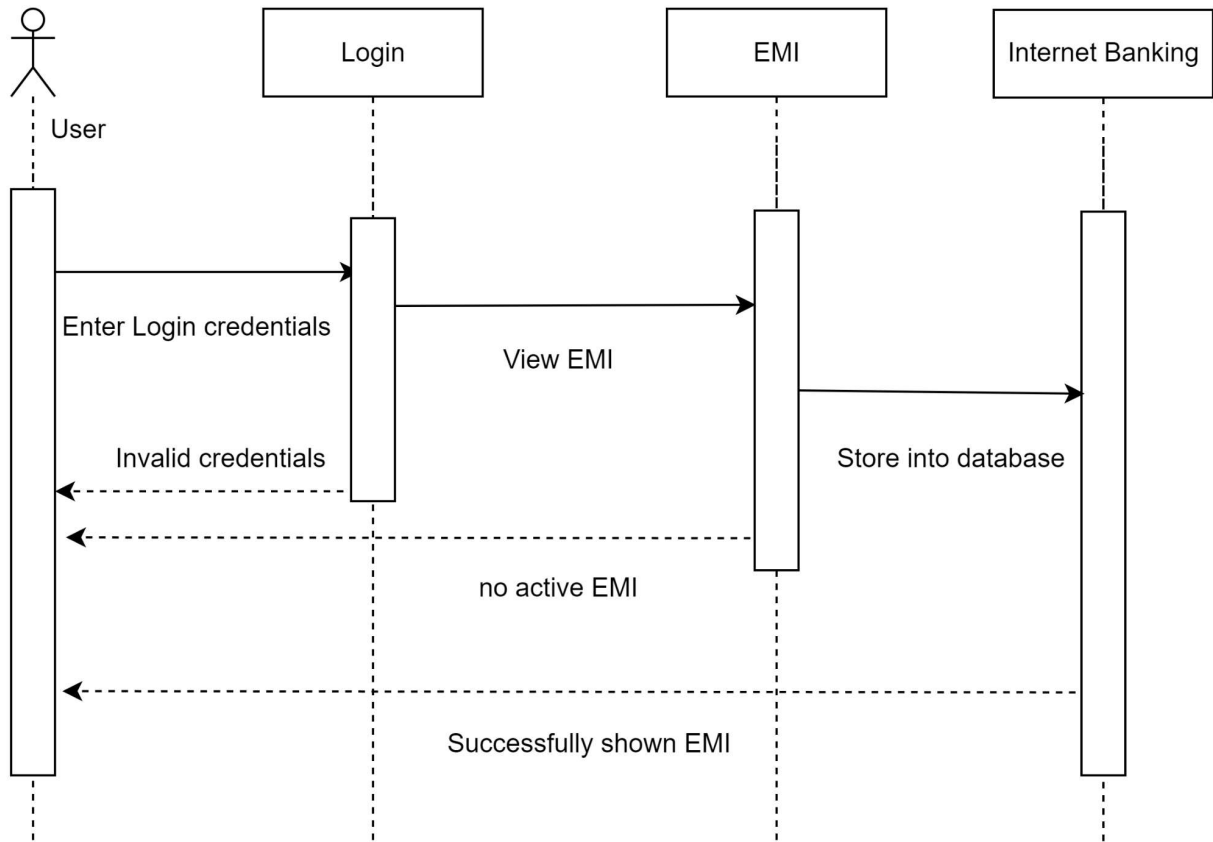 Login
EMI
Internet Banking
User
Enter Login credentials
View EMI
Invalid credentials
Store into database
no active EMI
Successfully shown EMI